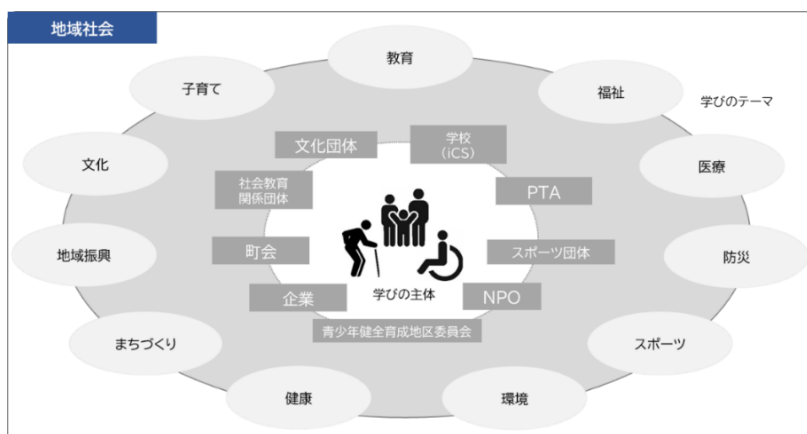 地域社会
教育
子育て
福祉
学びのテーマ
文化団体
学校
（iCS）
文化
医療
社会教育
関係団体
PTA
地域振興
町会
スポーツ団体
防災
企業
学びの主体
NPO
青少年健全育成地区委員会
まちづくり
スポーツ
健康
環境